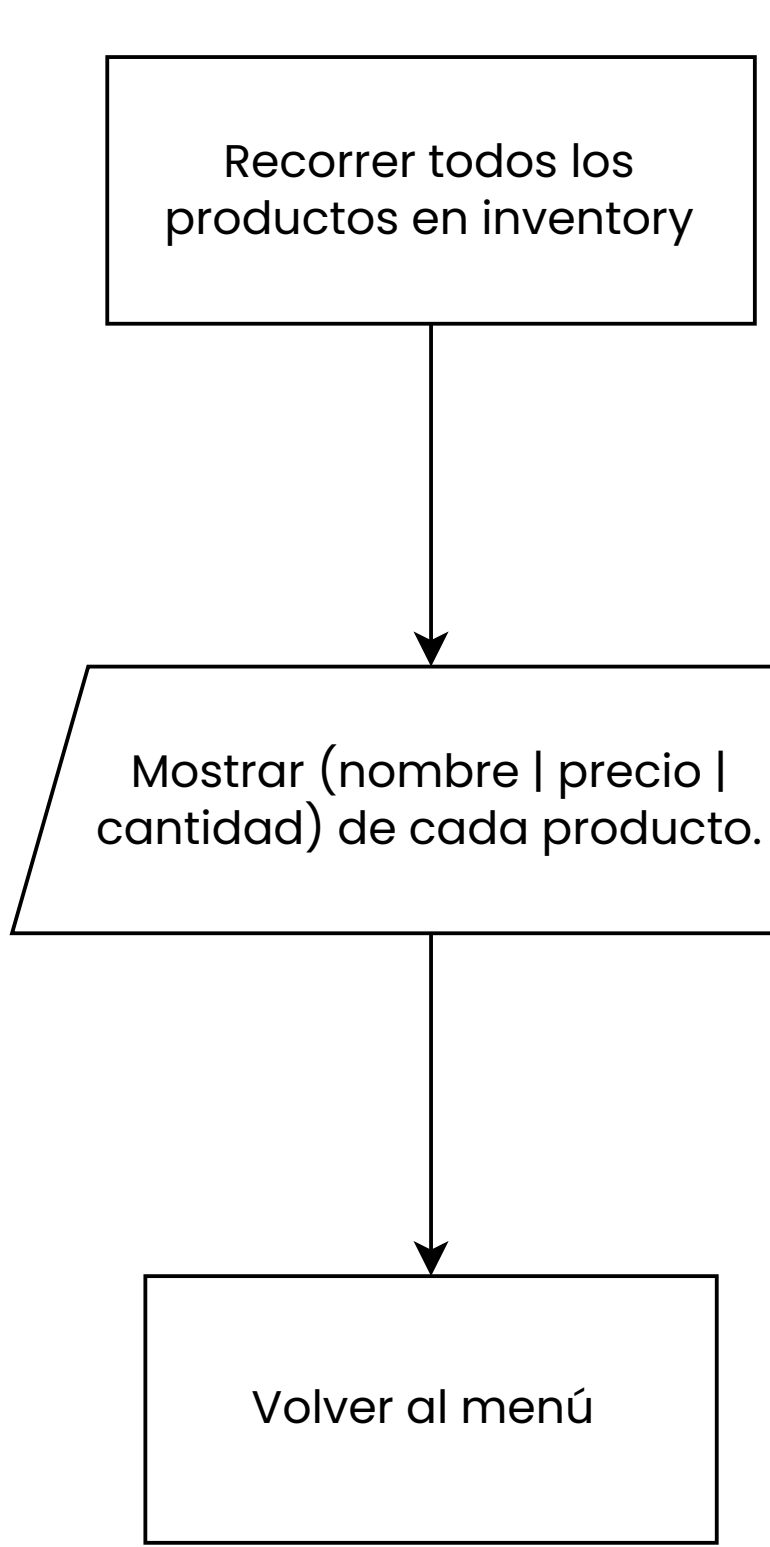 Recorrer todos los
productos en inventory
Mostrar (nombre | precio |
cantidad) de cada producto.
Volver al menú